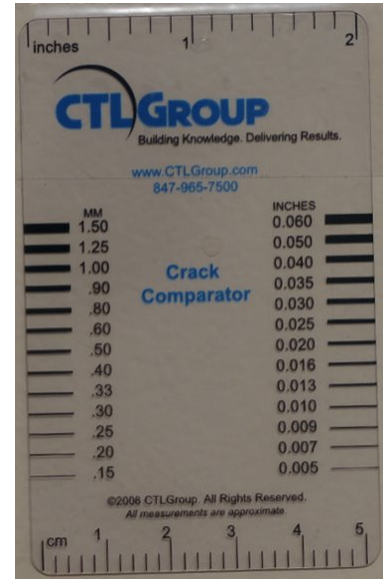 inches 1 2
CTLGROUP
Building Knowledge. Delivering Results.
www.CTLGroup.com
847-965-7500
MM INCHES
1.50 0.060
1.25 0.050
1.00 0.040
.90 0.035
Crack
Comparator
.80 0.030
.60 0.025
.50 0.020
.40 0.016
.33 0.013
.30 0.010
.25 0.009
.20 0.007
.15 0.005
©2008 CTLGroup. All Rights Reserved.
All measurements are approximate
cm 1 2 3 4 5